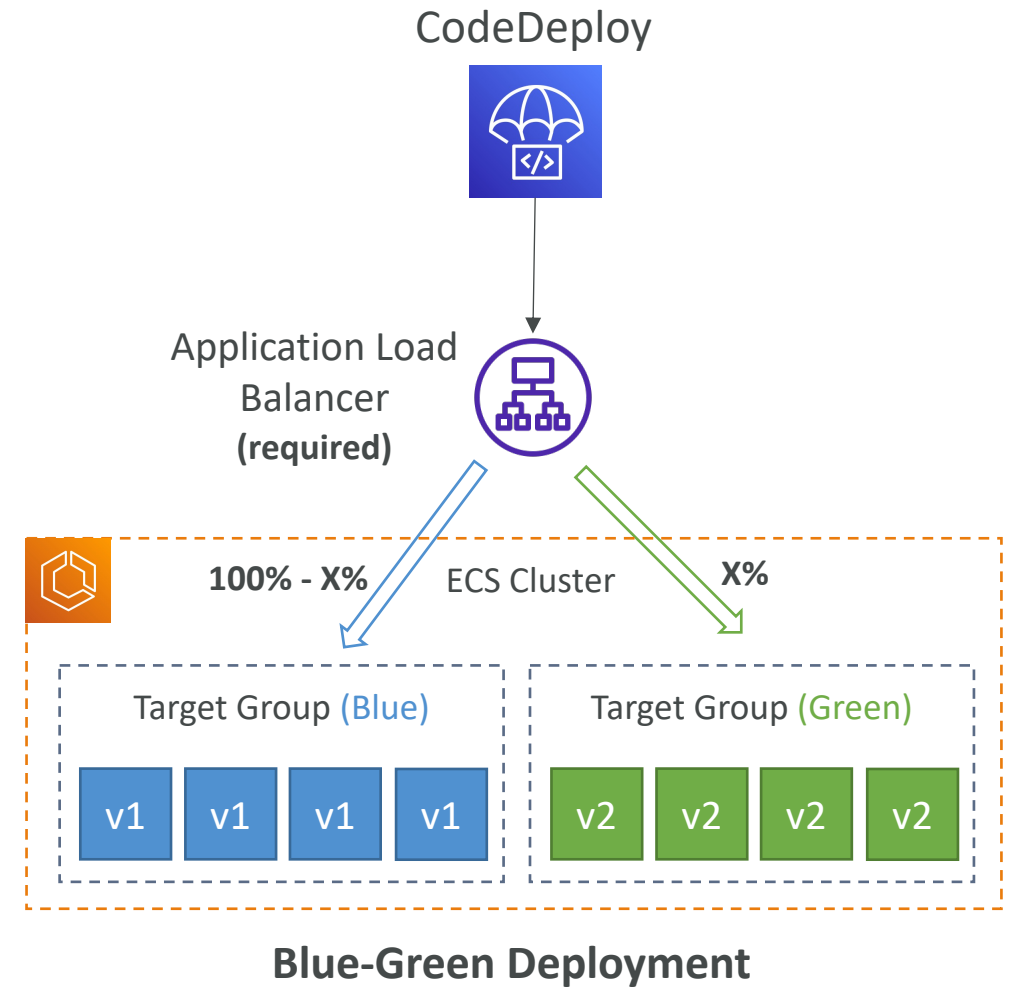 CodeDeploy
</>
Application Load
Balancer
(required)
100% - X%
ECS Cluster
X%
Target Group (Blue)
Target Group (Green)
v1 v1 v1 v1
v2 v2 v2 v2
Blue-Green Deployment